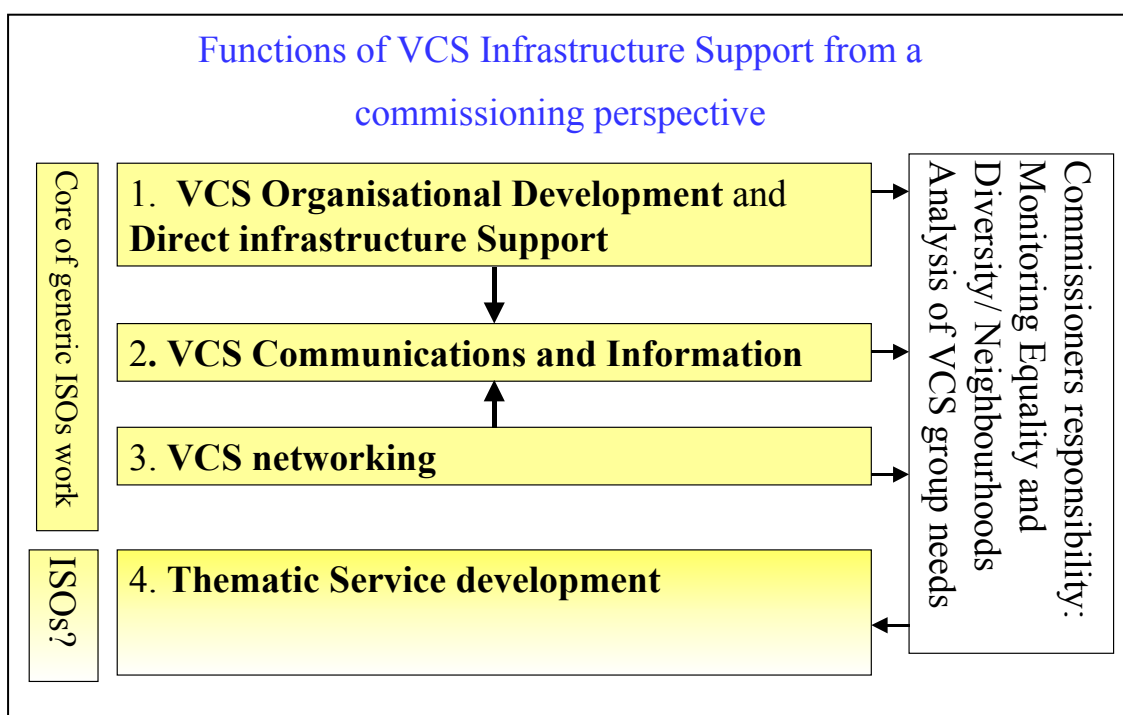 Functions of VCS Infrastructure Support from a
commissioning perspective
Core of generic ISOs work
1. VCS Organisational Development and
Direct infrastructure Support
2. VCS Communications and Information
3. VCS networking
ISOs?
4. Thematic Service development
Commissioners responsibility:
Monitoring Equality and
Diversity/ Neighbourhoods
Analysis of VCS group needs